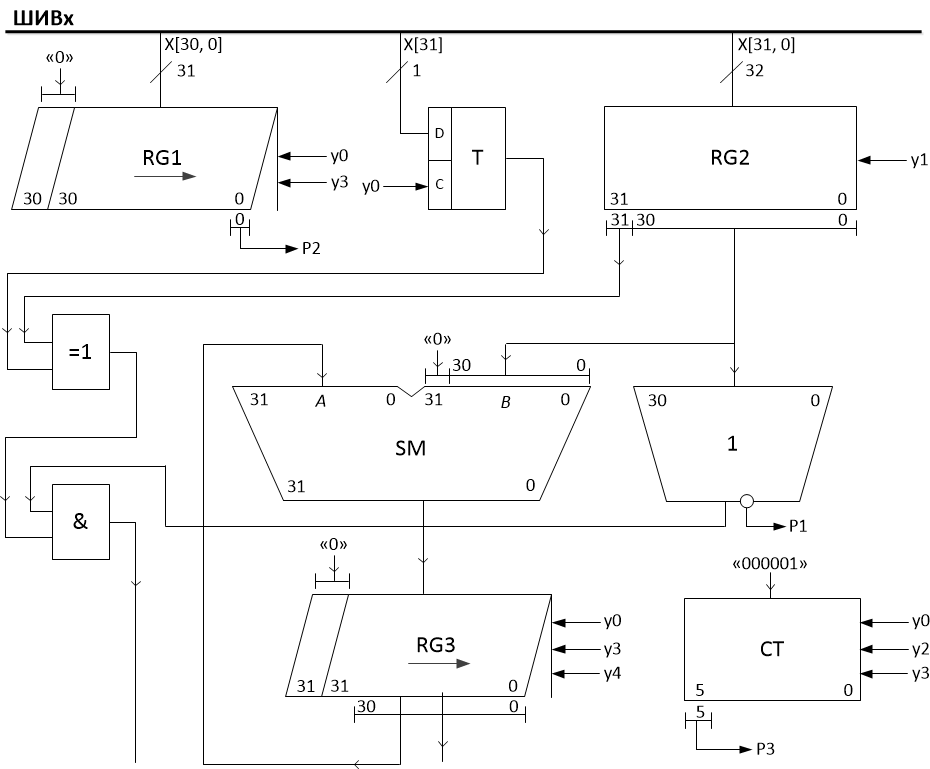 ШИВх
X[30, 0]
X[31]
X[31, 0]
«0»
31
1
32
RG1
y0
y3
30
30
0
0
P2
D
C
T
y0
RG2
y1
31
0
31
30
0
=1
«0»
30
0
31
A
0
31
B
0
SM
31
0
30
0
1
P1
&
«0»
RG3
y0
y3
y4
31
31
0
30
0
«000001»
CT
y0
y2
y3
5
0
5
P3